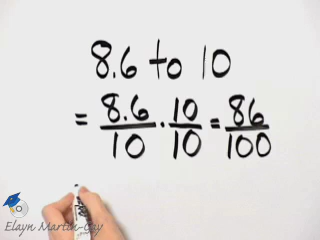 8.6 to 10
= 8.6/10 · 10/10 = 86/100
Elayn Martin-Gay